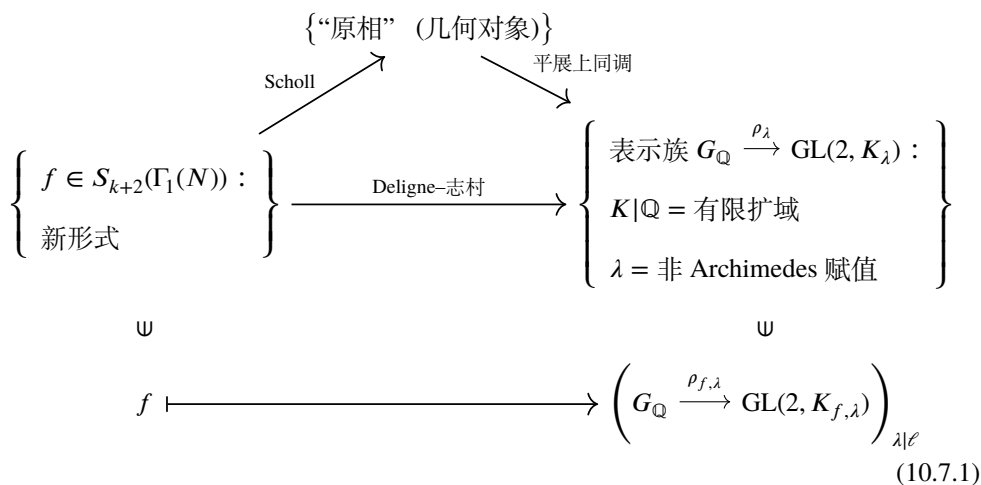 {“原相” (几何对象)}
Scholl
平展上同调
f ∈ S_{k+2}(Γ_1(N)) :
新形式
Deligne–志村
表示族 G_ℚ \xrightarrow{ρ_λ} GL(2, K_λ) :
K|ℚ = 有限扩域
λ = 非 Archimedes 赋值
⋓ ⋓
f ⟼ (G_ℚ \xrightarrow{ρ_{f,λ}} GL(2, K_{f,λ}))_{λ|ℓ}
(10.7.1)